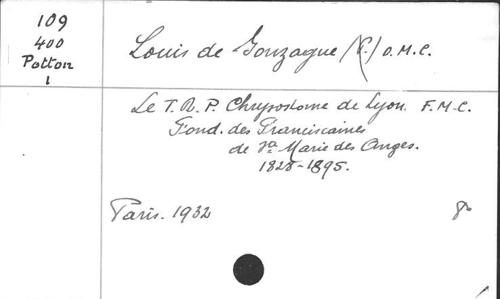 109
400
Potton
1
Louis de Gonzague (C.) O.M.C.
Le T.R.P. Chrysostome de Lyon. F.M.C.
Fond. des Franciscaines
de Ste Marie des Anges.
1828-1895.
Paris. 1932
8o